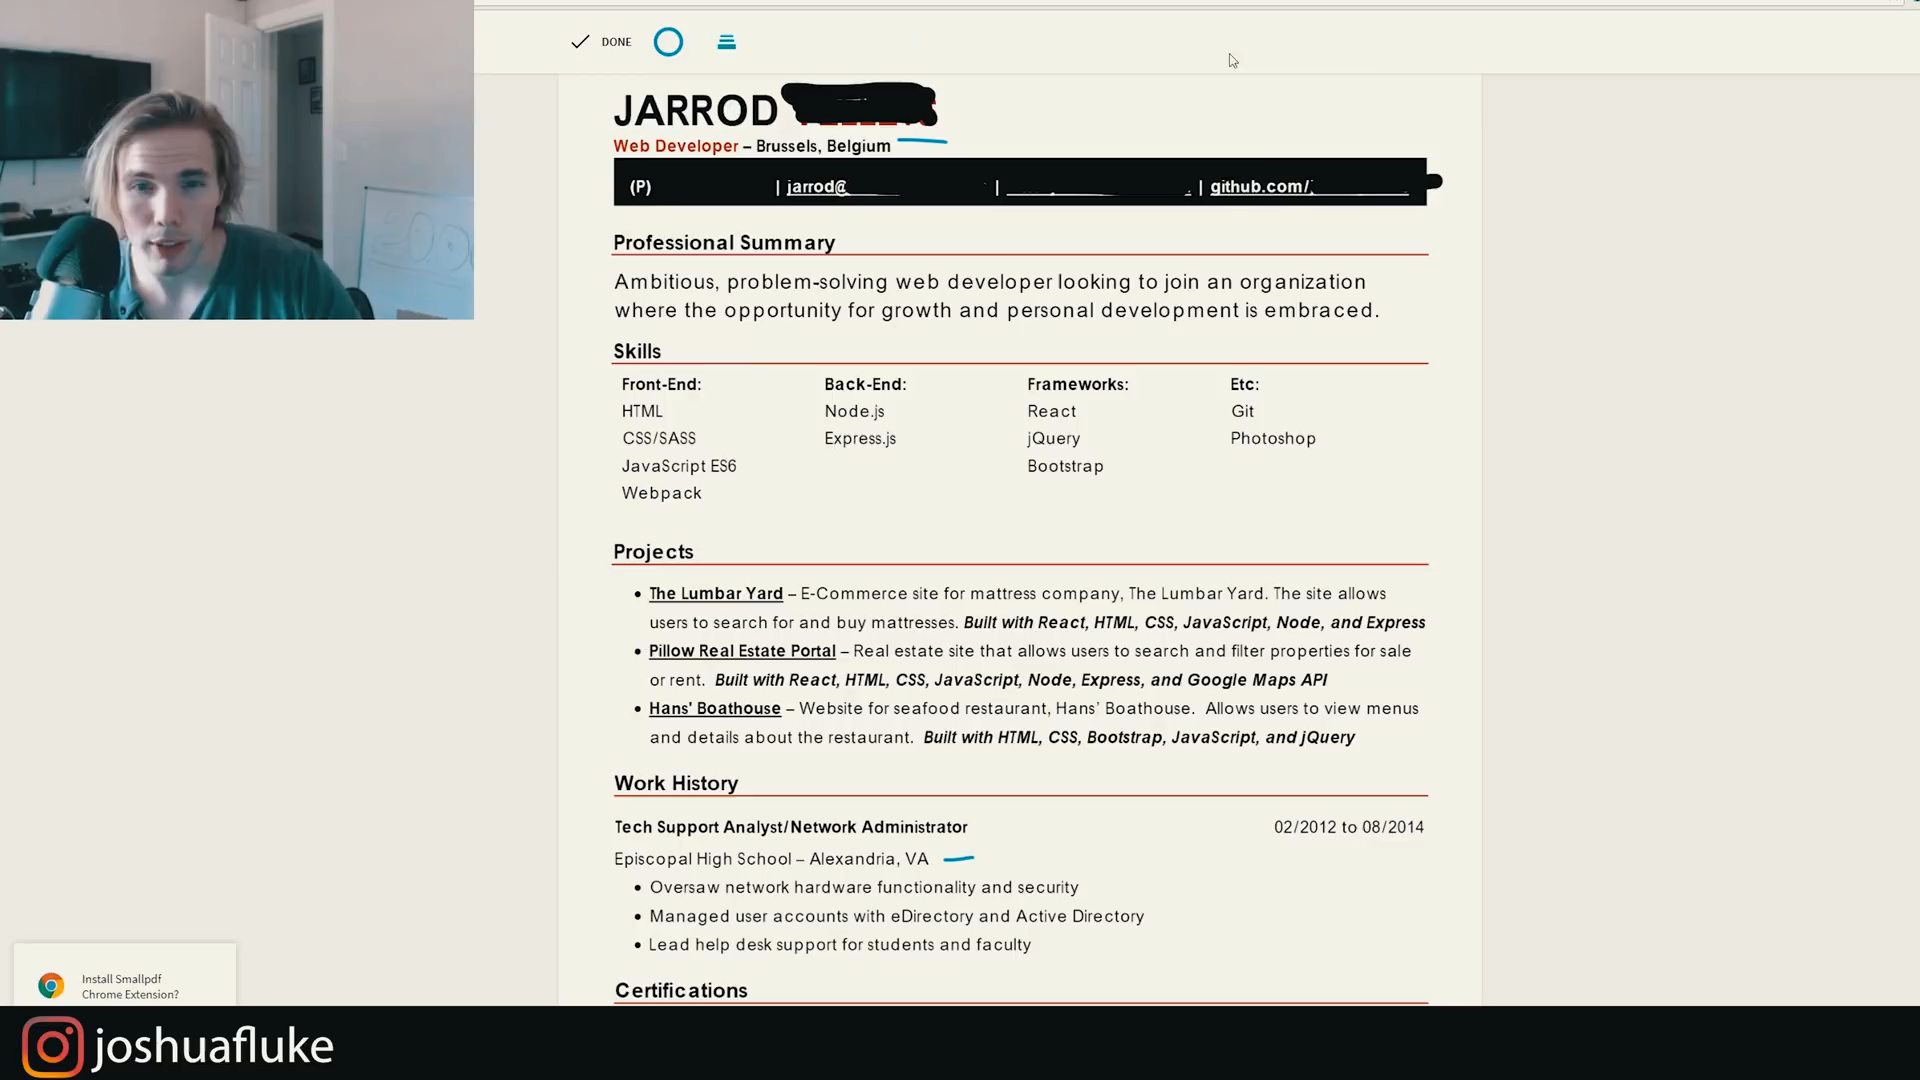 DONE
JARROD
Web Developer – Brussels, Belgium
(P) | jarrod@ | | github.com/
Professional Summary
Ambitious, problem-solving web developer looking to join an organization
where the opportunity for growth and personal development is embraced.
Skills
Front-End: Back-End: Frameworks: Etc:
HTML Node.js React Git
CSS/SASS Express.js jQuery Photoshop
JavaScript ES6 Bootstrap
Webpack
Projects
• The Lumbar Yard – E-Commerce site for mattress company, The Lumbar Yard. The site allows
users to search for and buy mattresses. Built with React, HTML, CSS, JavaScript, Node, and Express
• Pillow Real Estate Portal – Real estate site that allows users to search and filter properties for sale
or rent. Built with React, HTML, CSS, JavaScript, Node, Express, and Google Maps API
• Hans' Boathouse – Website for seafood restaurant, Hans’ Boathouse. Allows users to view menus
and details about the restaurant. Built with HTML, CSS, Bootstrap, JavaScript, and jQuery
Work History
Tech Support Analyst/Network Administrator 02/2012 to 08/2014
Episcopal High School – Alexandria, VA
• Oversaw network hardware functionality and security
• Managed user accounts with eDirectory and Active Directory
• Lead help desk support for students and faculty
Certifications
Install Smallpdf
Chrome Extension?
joshuafluke